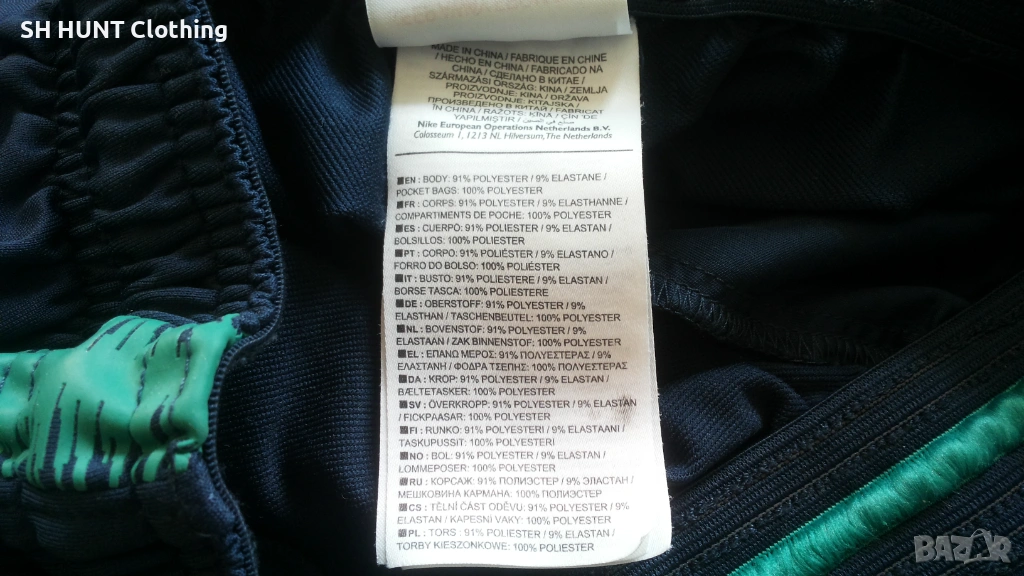 SH HUNT Clothing
MADE IN CHINA / FABRIQUE EN CHINE
/ HECHO EN CHINA / FABRICADO NA
CHINA / СДЕЛАНО В КИТАЕ /
SZÁRMAZÁSI ORSZÁG: KINA / ZEMLJA
PROIZVODNJE: KINA / DRŽAVA
PROIZVODNJE: KITAJSKA /
ПРОИЗВЕДЕНО В КИТАЙ / FABRICAT
ÎN CHINA / RAŽOTS: ĶĪNA / ÇİN 'DE
YAPILMIŞTIR / صنع في الصين
Nike European Operations Netherlands B.V.
Colosseum 1, 1213 NL Hilversum, The Netherlands
EN : BODY: 91% POLYESTER / 9% ELASTANE /
POCKET BAGS: 100% POLYESTER
FR : CORPS: 91% POLYESTER / 9% ELASTHANNE /
COMPARTIMENTS DE POCHE: 100% POLYESTER
ES : CUERPO: 91% POLIÉSTER / 9% ELASTAN /
BOLSILLOS: 100% POLIESTER
PT : CORPO: 91% POLIÉSTER / 9% ELASTANO /
FORRO DO BOLSO: 100% POLIÉSTER
IT : BUSTO: 91% POLIESTERE / 9% ELASTAN /
BORSE TASCA: 100% POLIESTERE
DE : OBERSTOFF: 91% POLYESTER / 9%
ELASTHAN / TASCHENBEUTEL: 100% POLYESTER
NL : BOVENSTOF: 91% POLYESTER / 9%
ELASTAAN / ZAK BINNENSTOF: 100% POLYESTER
EL : ΕΠΑΝΩ ΜΕΡΟΣ: 91% ΠΟΛΥΕΣΤΕΡΑΣ / 9%
ΕΛΑΣΤΑΝΗ / ΦΟΔΡΑ ΤΣΕΠΗΣ: 100% ΠΟΛΥΕΣΤΕΡΑΣ
DA : KROP: 91% POLYESTER / 9% ELASTAN /
BÆLTETASKER: 100% POLYESTER
SV : ÖVERKROPP: 91% POLYESTER / 9% ELASTAN
/ FICKPAASAR: 100% POLYESTER
FI : RUNKO: 91% POLYESTERI / 9% ELASTAANI /
TASKUPUSSIT: 100% POLYESTERI
NO : BOL: 91% POLYESTER / 9% ELASTAN /
LOMMEPOSER: 100% POLYESTER
RU : КОРСАЖ: 91% ПОЛИЭСТЕР / 9% ЭЛАСТАН /
МЕШКОВИНА КАРМАНА: 100% ПОЛИЭСТЕР
CS : TĚLNÍ ČÁST ODĚVU: 91% POLYESTER / 9%
ELASTAN / KAPESNÍ VAKY: 100% POLYESTER
PL : TORS : 91% POLIESTER / 9% ELASTAN /
TORBY KIESZONKOWE: 100% POLIESTER
BAZAR